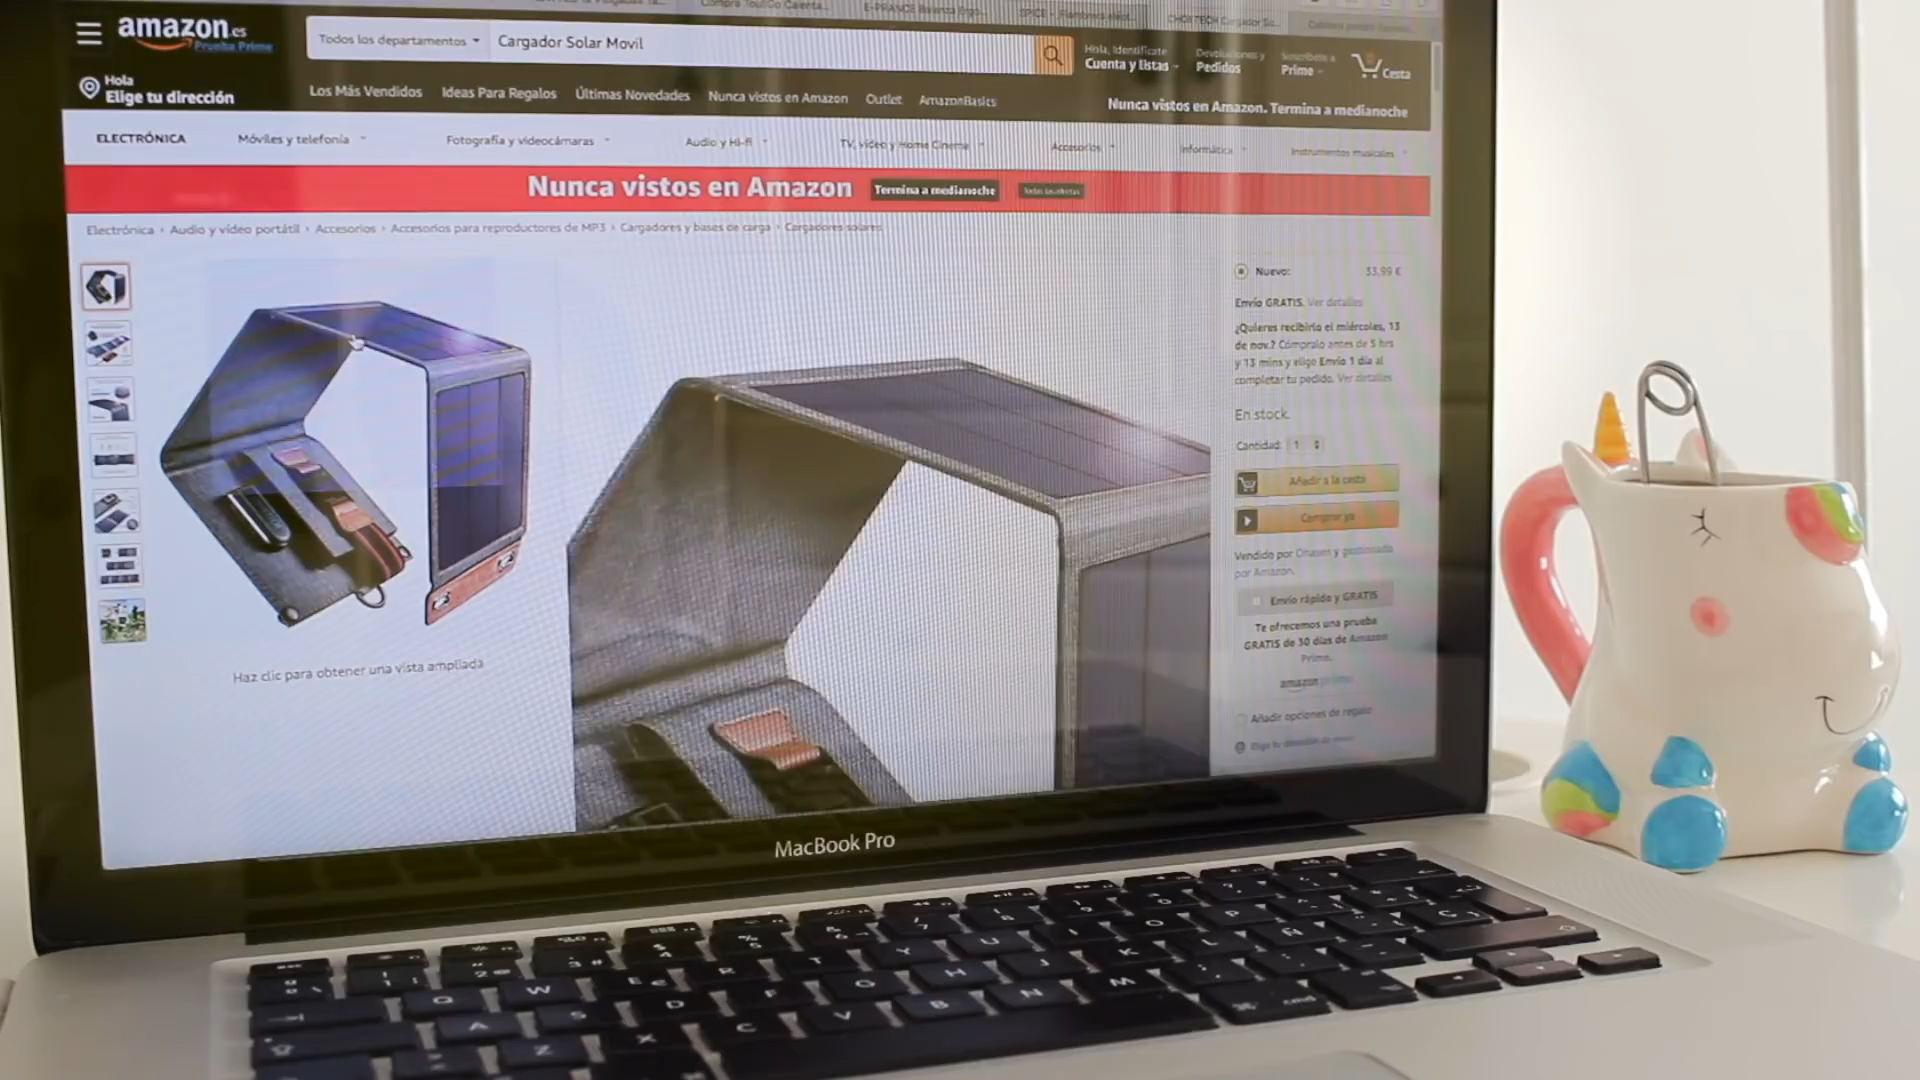 amazon.es
Prueba Prime
Todos los departamentos
Cargador Solar Movil
Hola, Identifícate
Cuenta y listas
Devoluciones y
Pedidos
Suscríbete a
Prime
Cesta
Hola
Elige tu dirección
Los Más Vendidos
Ideas Para Regalos
Últimas Novedades
Nunca vistos en Amazon
Outlet
AmazonBasics
Nunca vistos en Amazon. Termina a medianoche
ELECTRÓNICA
Móviles y telefonía
Fotografía y videocámaras
Audio y Hi-fi
TV, vídeo y Home Cinema
Accesorios
Informática
Instrumentos musicales
Nunca vistos en Amazon
Termina a medianoche
Electrónica › Audio y vídeo portátil › Accesorios › Accesorios para reproductores de MP3 › Cargadores y bases de carga › Cargadores solares
Nuevo:
33,99 €
Envío GRATIS. Ver detalles
¿Quieres recibirlo el miércoles, 13
de nov.? Cómpralo antes de 5 hrs
y 13 mins y elige Envío 1 día al
completar tu pedido. Ver detalles
En stock.
Cantidad: 1
Añadir a la cesta
Comprar ya
Vendido por
y gestionado
por Amazon.
Envío rápido y GRATIS
Te ofrecemos una prueba
GRATIS de 30 días de Amazon
Prime.
amazon prime
Añadir opciones de regalo
Haz clic para obtener una vista ampliada
MacBook Pro
Q W E R T Y U I O P
A S D F G H J K L Ñ
Z X C V B N M
cmd